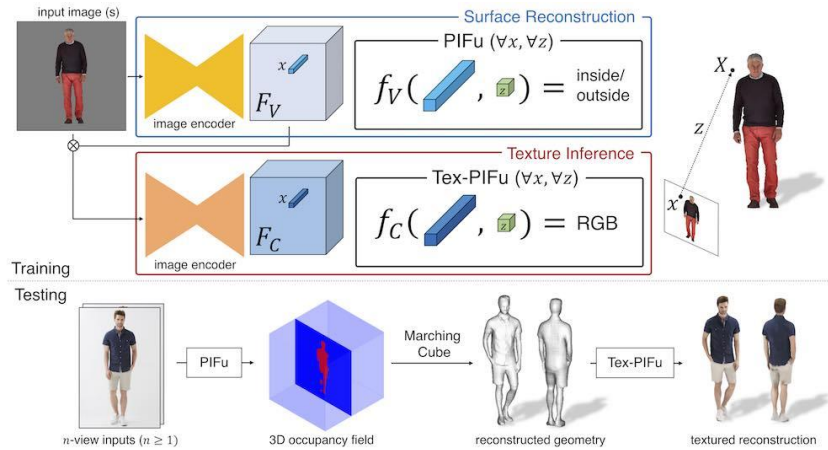 input image (s)
Surface Reconstruction
PIFu (∀x, ∀z)
x
F_V
image encoder
f_V( , z ) = inside/
outside
X
z
x
⊗
Texture Inference
Tex-PIFu (∀x, ∀z)
x
F_C
image encoder
f_C( , z ) = RGB
Training
Testing
PIFu
Marching
Cube
Tex-PIFu
n-view inputs (n ≥ 1)
3D occupancy field
reconstructed geometry
textured reconstruction